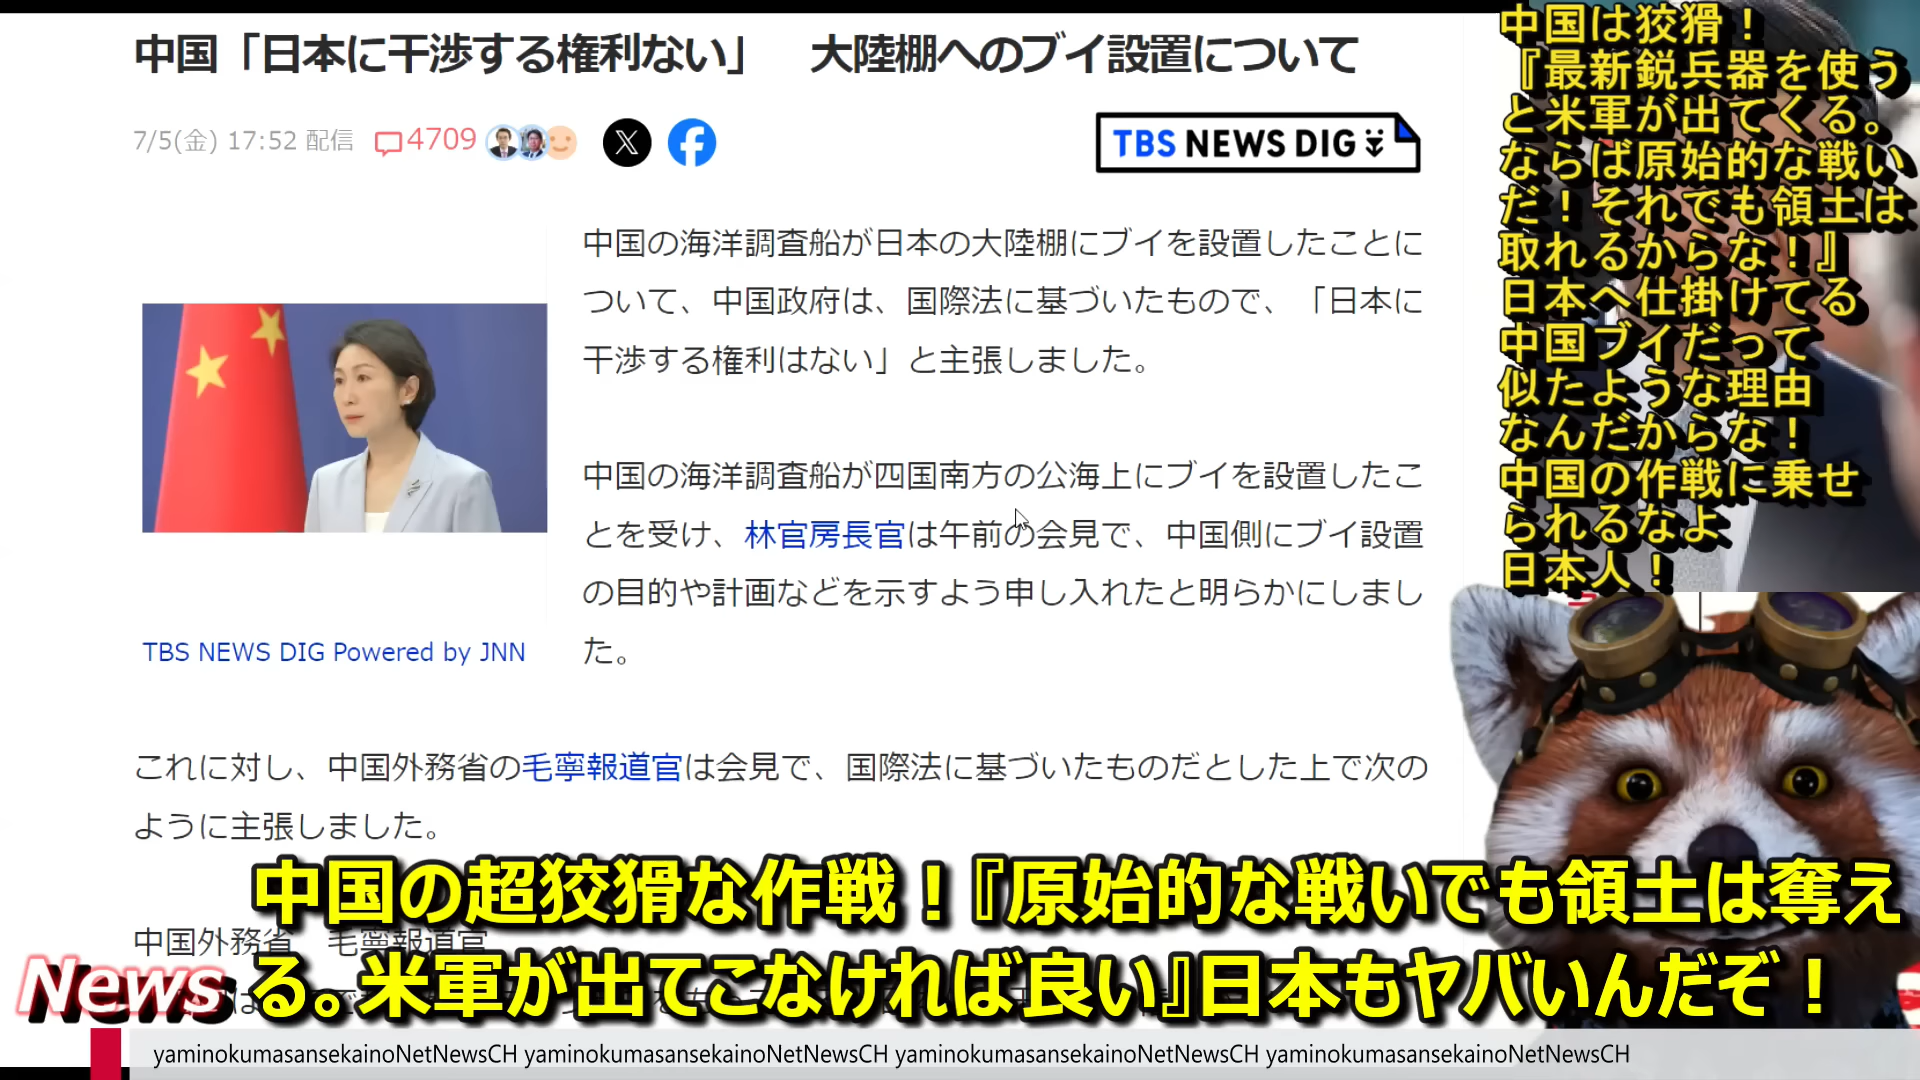 中国「日本に干渉する権利ない」　大陸棚へのブイ設置について
7/5(金) 17:52 配信
4709
TBS NEWS DIG
中国の海洋調査船が日本の大陸棚にブイを設置したことに
ついて、中国政府は、国際法に基づいたもので、「日本に
干渉する権利はない」と主張しました。
中国の海洋調査船が四国南方の公海上にブイを設置したこ
とを受け、林官房長官は午前の会見で、中国側にブイ設置
の目的や計画などを示すよう申し入れたと明らかにしまし
た。
TBS NEWS DIG Powered by JNN
これに対し、中国外務省の毛寧報道官は会見で、国際法に基づいたものだとした上で次の
ように主張しました。
中国外務省　毛寧報道官
中国は狡猾！
『最新鋭兵器を使う
と米軍が出てくる。
ならば原始的な戦い
だ！それでも領土は
取れるからな！』
日本へ仕掛けてる
中国ブイだって
似たような理由
なんだからな！
中国の作戦に乗せ
られるなよ
日本人！
中国の超狡猾な作戦！『原始的な戦いでも領土は奪え
る。米軍が出てこなければ良い』日本もヤバいんだぞ！
News
yaminokumasansekainoNetNewsCH yaminokumasansekainoNetNewsCH yaminokumasansekainoNetNewsCH yaminokumasansekainoNetNewsCH